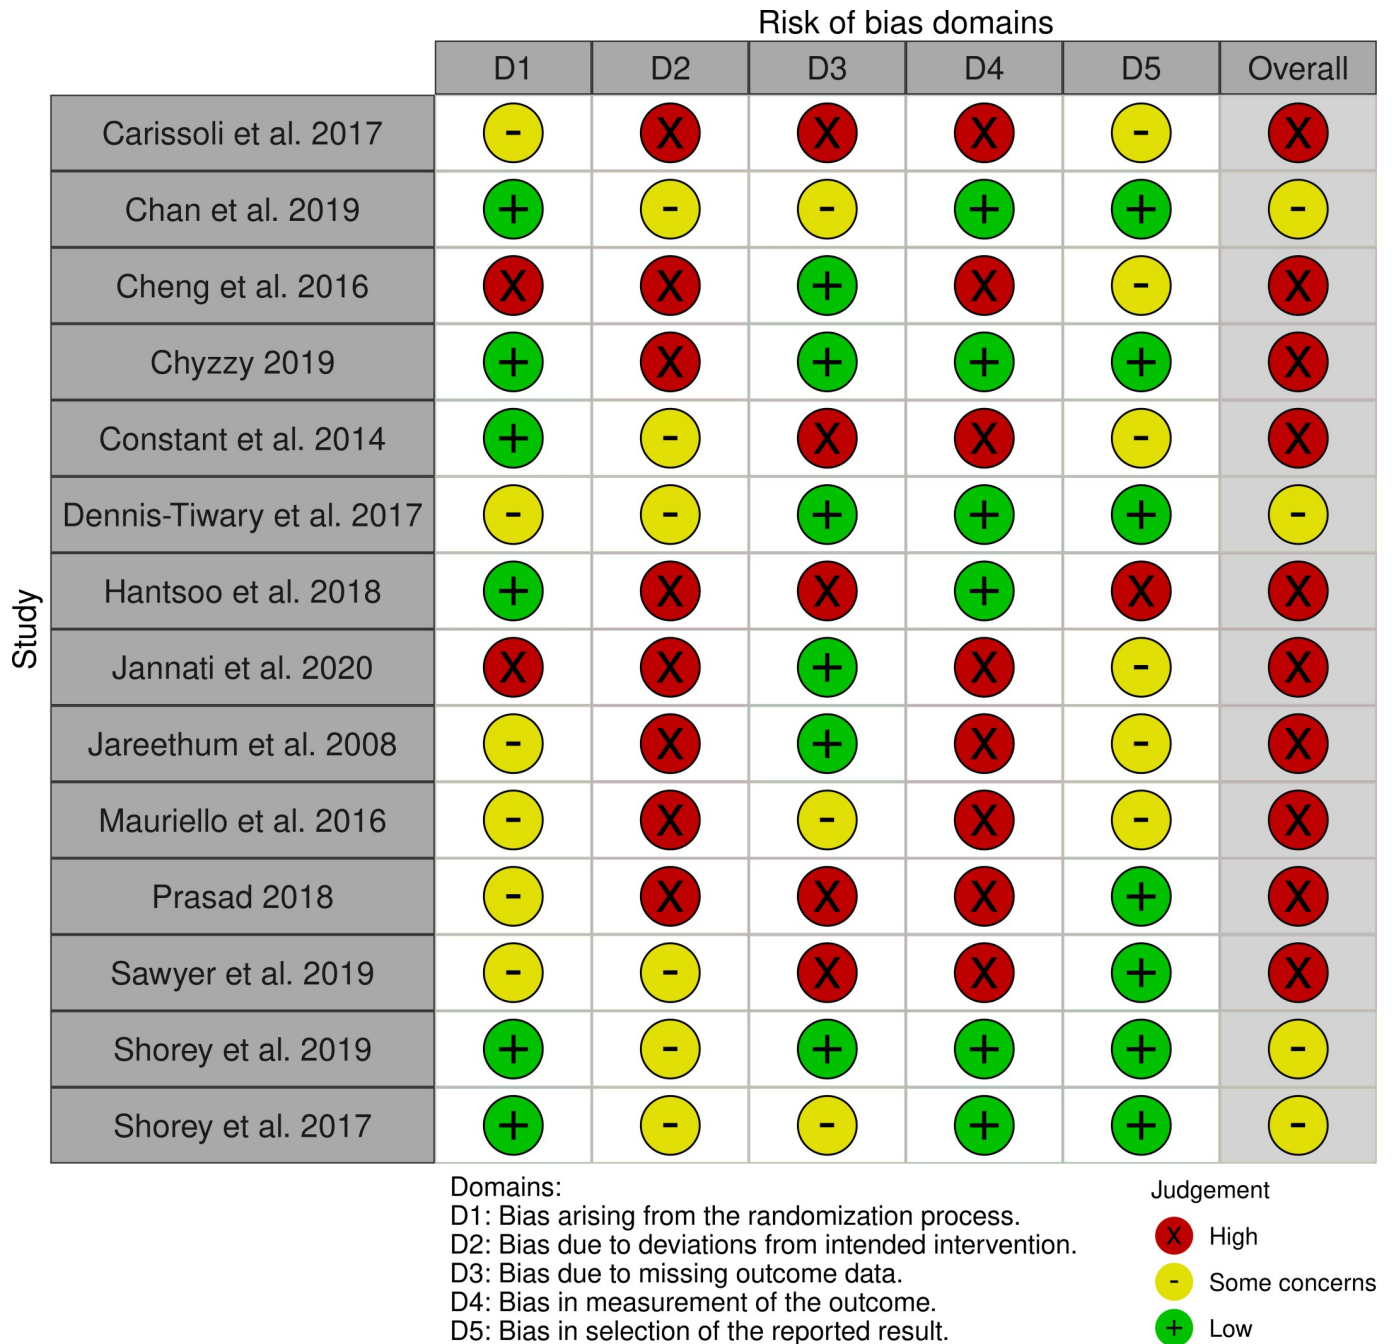 Risk of bias domains
D1 D2 D3 D4 D5 Overall
Study
Carissoli et al. 2017 - X X X - X
Chan et al. 2019 + - - + + -
Cheng et al. 2016 X X + X - X
Chyzzy 2019 + X + + + X
Constant et al. 2014 + - X X - X
Dennis-Tiwary et al. 2017 - - + + + -
Hantsoo et al. 2018 + X X + X X
Jannati et al. 2020 X X + X - X
Jareethum et al. 2008 - X + X - X
Mauriello et al. 2016 - X - X - X
Prasad 2018 - X X X + X
Sawyer et al. 2019 - - X X + X
Shorey et al. 2019 + - + + + -
Shorey et al. 2017 + - - + + -
Domains:
D1: Bias arising from the randomization process.
D2: Bias due to deviations from intended intervention.
D3: Bias due to missing outcome data.
D4: Bias in measurement of the outcome.
D5: Bias in selection of the reported result.
Judgement
X High
- Some concerns
+ Low